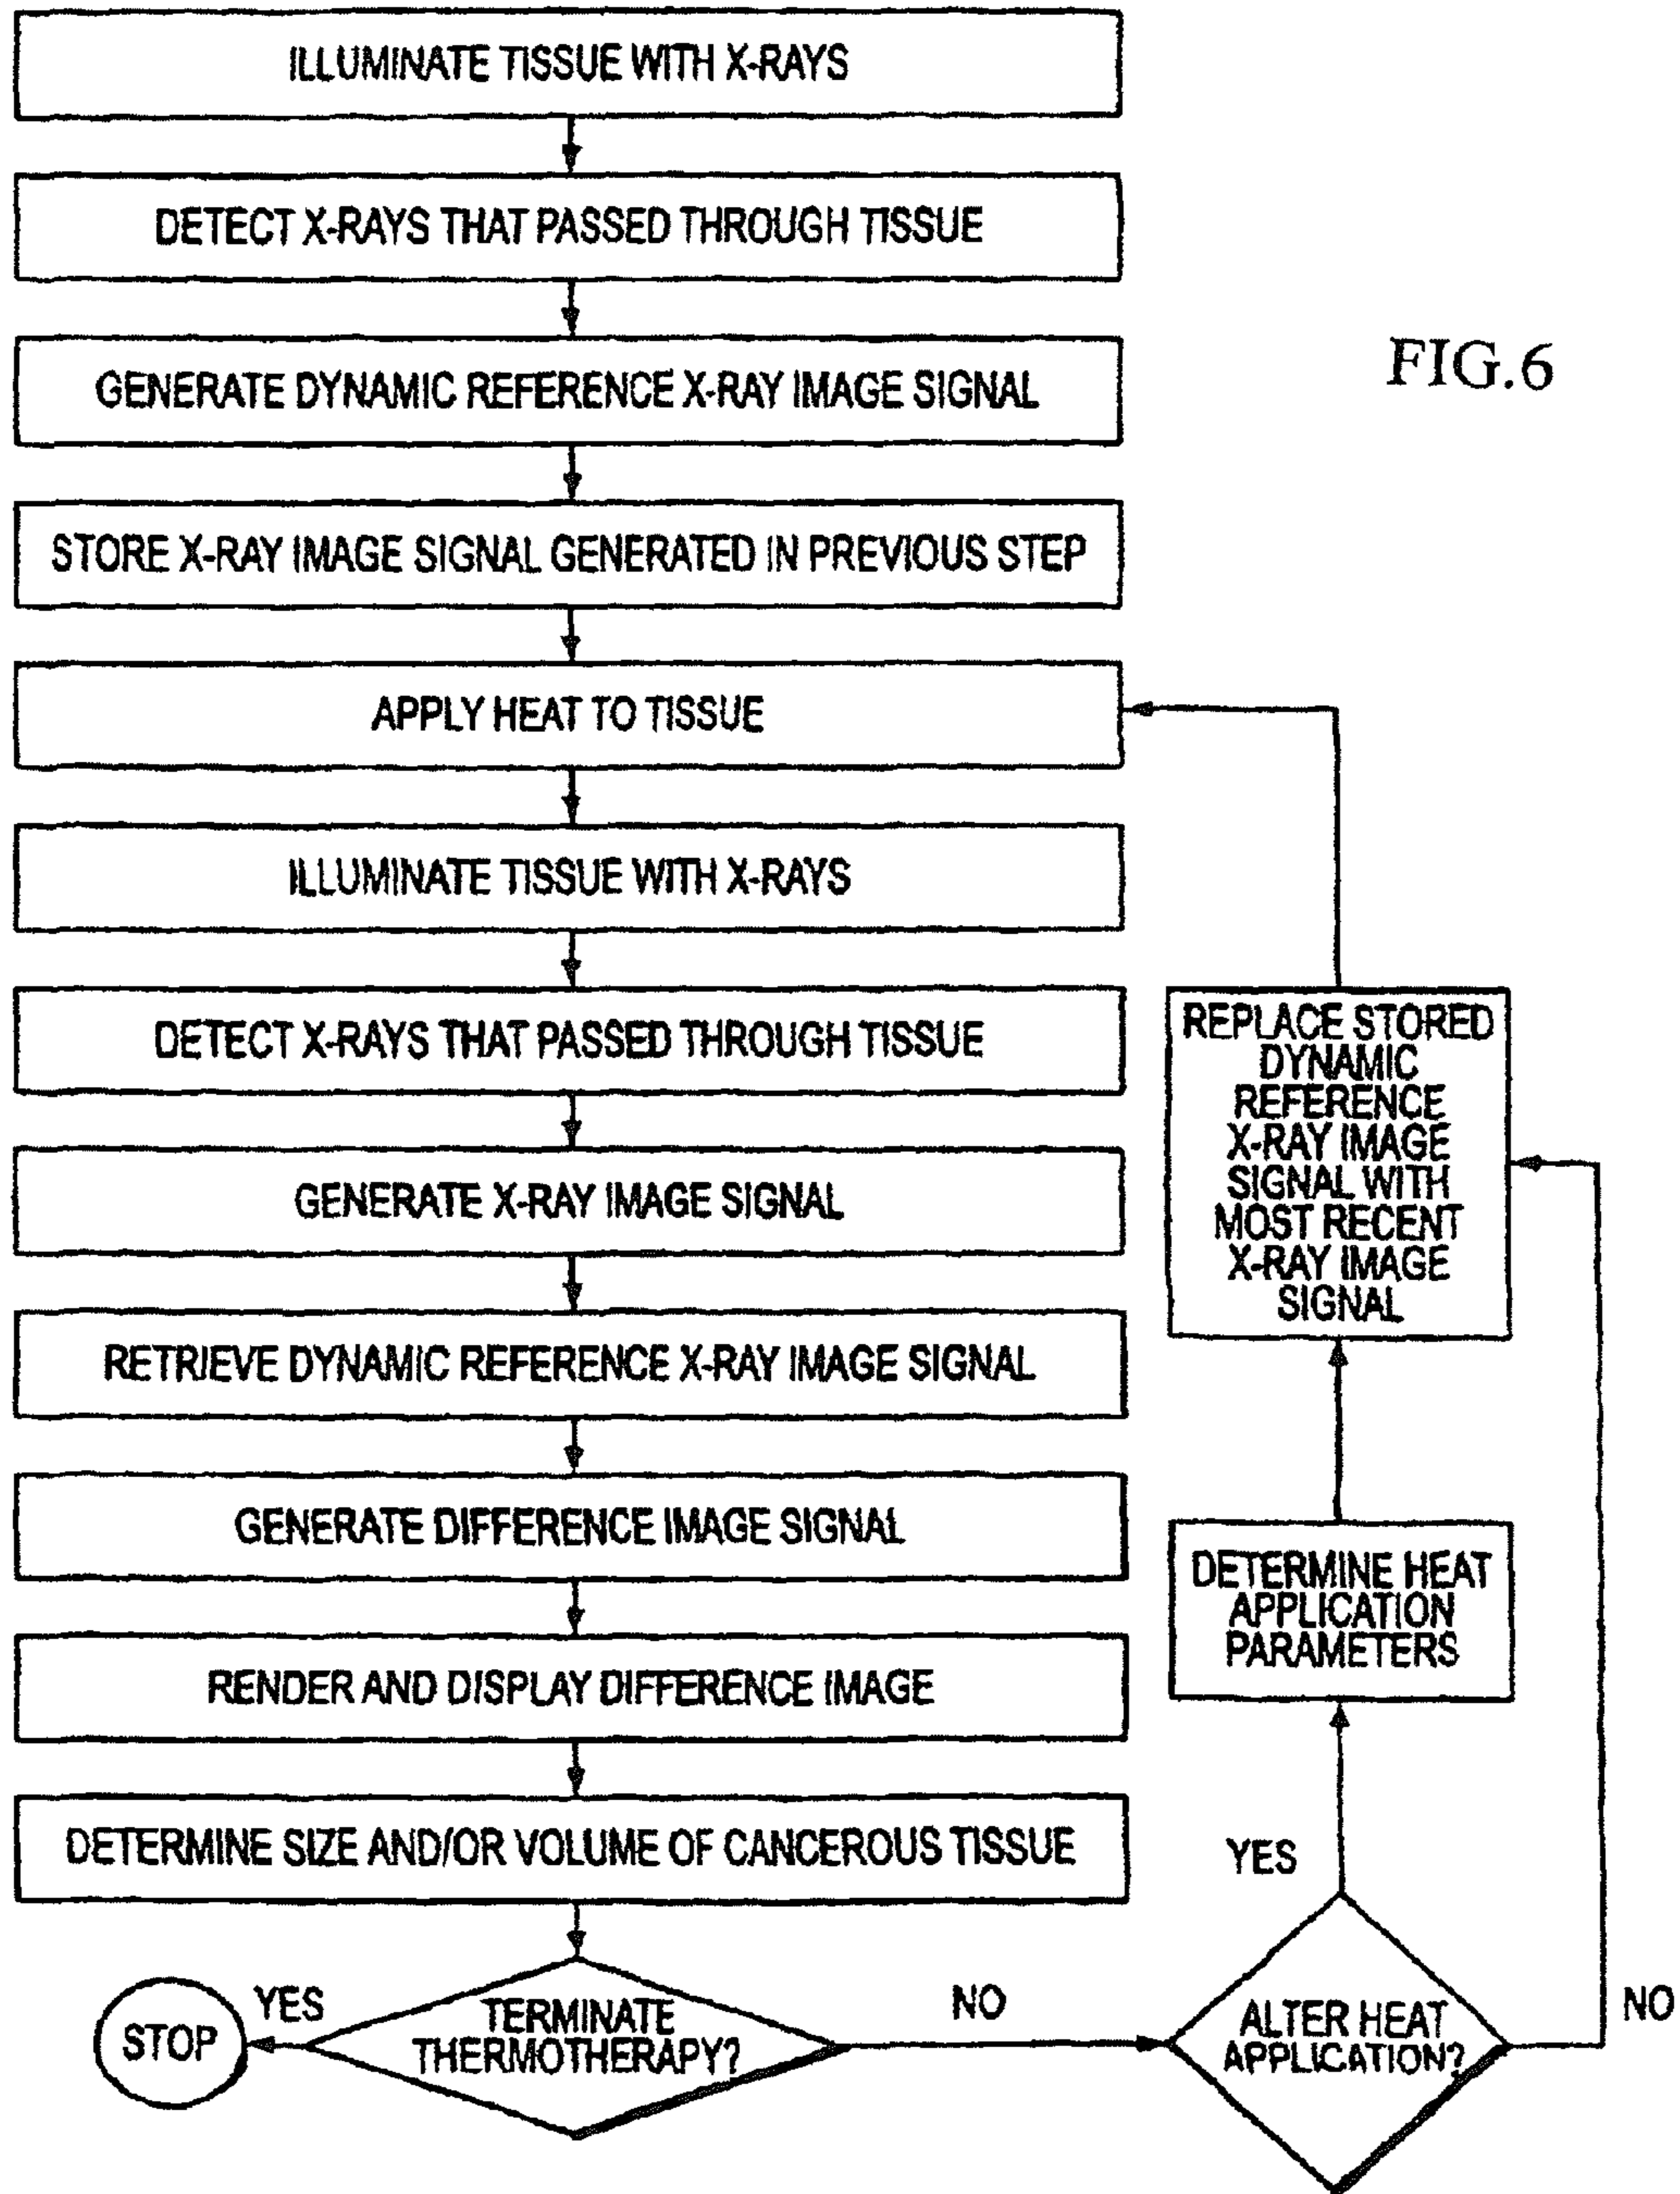 ILLUMINATE TISSUE WITH X-RAYS
DETECT X-RAYS THAT PASSED THROUGH TISSUE
GENERATE DYNAMIC REFERENCE X-RAY IMAGE SIGNAL
FIG.6
STORE X-RAY IMAGE SIGNAL GENERATED IN PREVIOUS STEP
APPLY HEAT TO TISSUE
ILLUMINATE TISSUE WITH X-RAYS
DETECT X-RAYS THAT PASSED THROUGH TISSUE
GENERATE X-RAY IMAGE SIGNAL
RETRIEVE DYNAMIC REFERENCE X-RAY IMAGE SIGNAL
GENERATE DIFFERENCE IMAGE SIGNAL
RENDER AND DISPLAY DIFFERENCE IMAGE
DETERMINE SIZE AND/OR VOLUME OF CANCEROUS TISSUE
TERMINATE
THERMOTHERAPY?
YES
STOP
NO
ALTER HEAT
APPLICATION?
YES
NO
DETERMINE HEAT
APPLICATION
PARAMETERS
REPLACE STORED
DYNAMIC
REFERENCE
X-RAY IMAGE
SIGNAL WITH
MOST RECENT
X-RAY IMAGE
SIGNAL